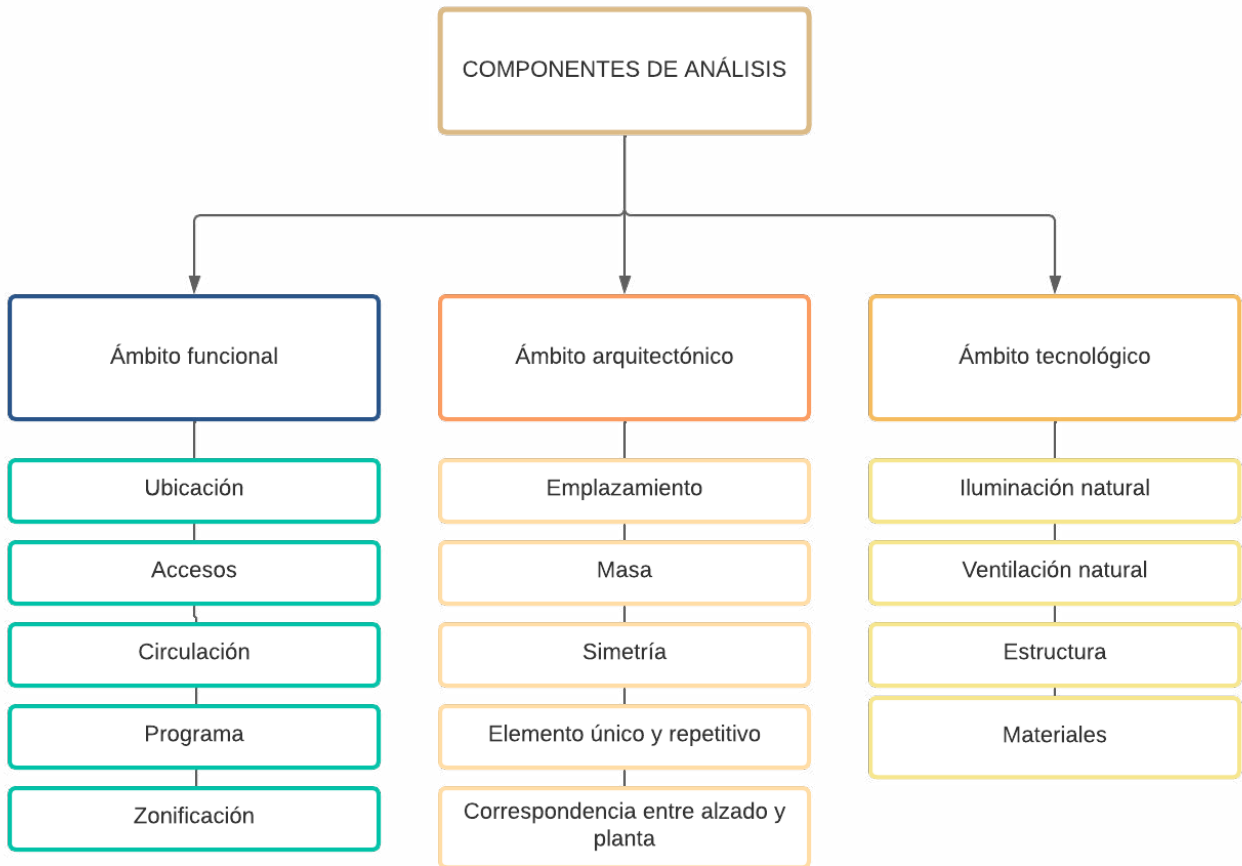 COMPONENTES DE ANÁLISIS
Ámbito funcional
Ubicación
Accesos
Circulación
Programa
Zonificación
Ámbito arquitectónico
Emplazamiento
Masa
Simetría
Elemento único y repetitivo
Correspondencia entre alzado y
planta
Ámbito tecnológico
Iluminación natural
Ventilación natural
Estructura
Materiales